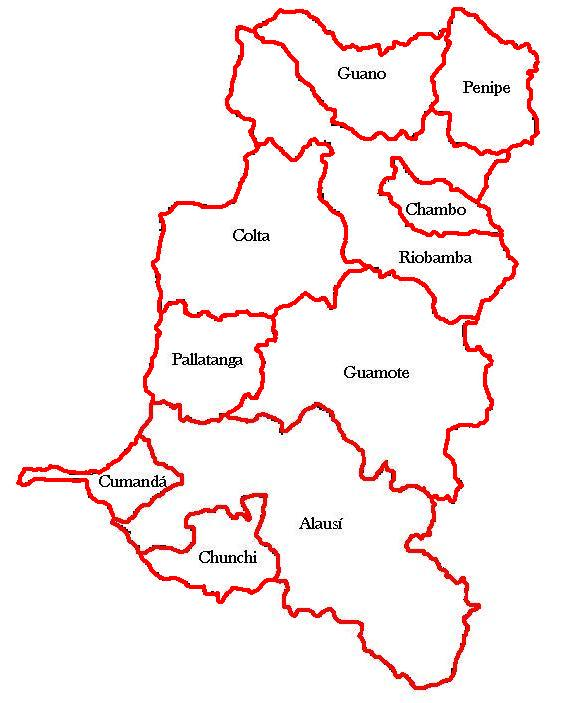 Guano
Penipe
Chambo
Colta
Riobamba
Pallatanga
Guamote
Cumandá
Alausí
Chunchi